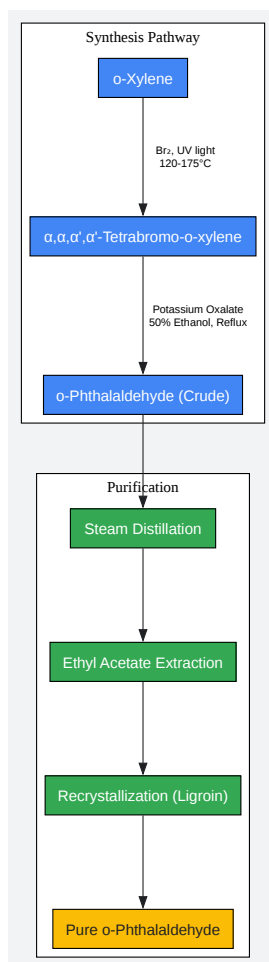 Synthesis Pathway
o-Xylene
Br₂, UV light
120-175°C
α,α,α',α'-Tetrabromo-o-xylene
Potassium Oxalate
50% Ethanol, Reflux
o-Phthalaldehyde (Crude)
Purification
Steam Distillation
Ethyl Acetate Extraction
Recrystallization (Ligroin)
Pure o-Phthalaldehyde